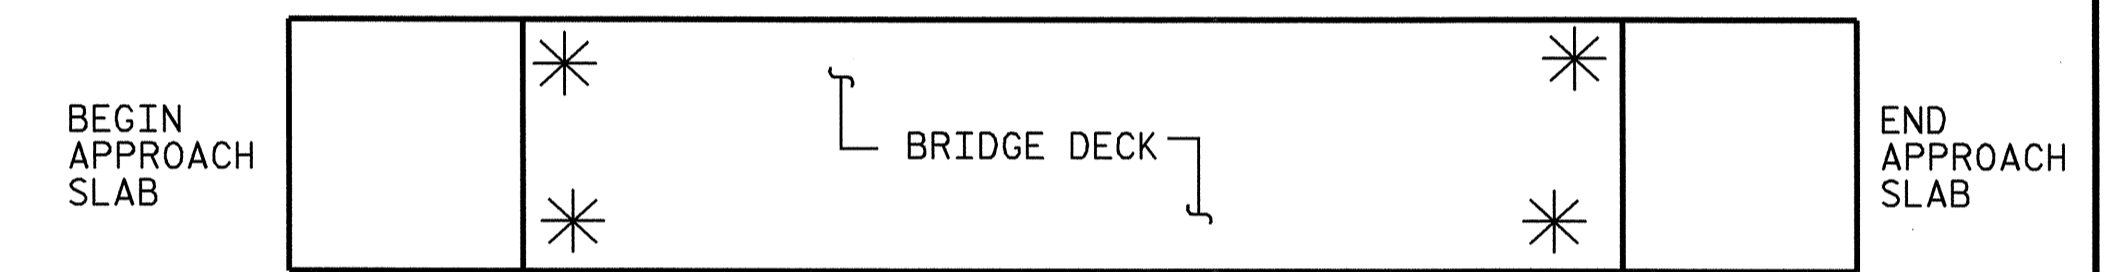 BEGIN
APPROACH
SLAB
BRIDGE DECK
END
APPROACH
SLAB